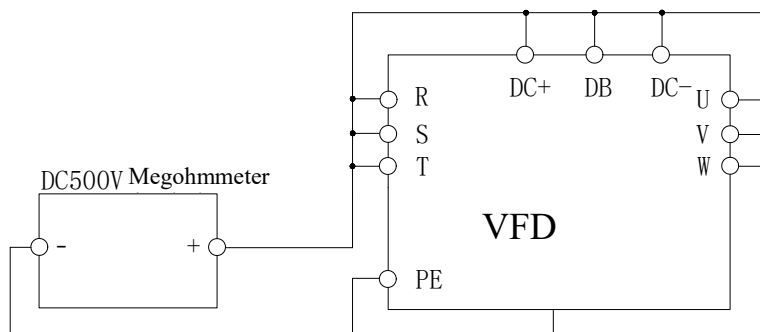 DC+ DB DC-
R
S
T
U
V
W
DC500V Megohmmeter
- +
VFD
PE